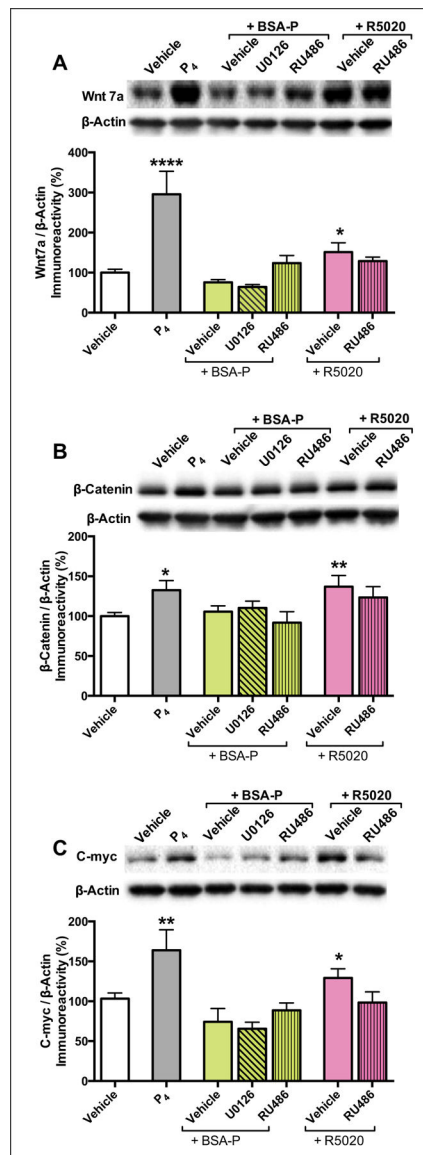 + BSA-P
+ R5020
A
Vehicle
P4
Vehicle
U0126
RU486
Vehicle
RU486
Wnt 7a
β-Actin
Wnt7a / β-Actin
Immunoreactivity (%)
400
300
200
100
0
****
*
Vehicle
P4
Vehicle
U0126
RU486
Vehicle
RU486
+ BSA-P
+ R5020
+ BSA-P
+ R5020
B
Vehicle
P4
Vehicle
U0126
RU486
Vehicle
RU486
β-Catenin
β-Actin
β-Catenin / β-Actin
Immunoreactivity (%)
200
150
100
50
0
*
**
Vehicle
P4
Vehicle
U0126
RU486
Vehicle
RU486
+ BSA-P
+ R5020
+ BSA-P
+ R5020
C
Vehicle
P4
Vehicle
U0126
RU486
Vehicle
RU486
C-myc
β-Actin
C-myc / β-Actin
Immunoreactivity (%)
200
150
100
50
0
**
*
Vehicle
P4
Vehicle
U0126
RU486
Vehicle
RU486
+ BSA-P
+ R5020